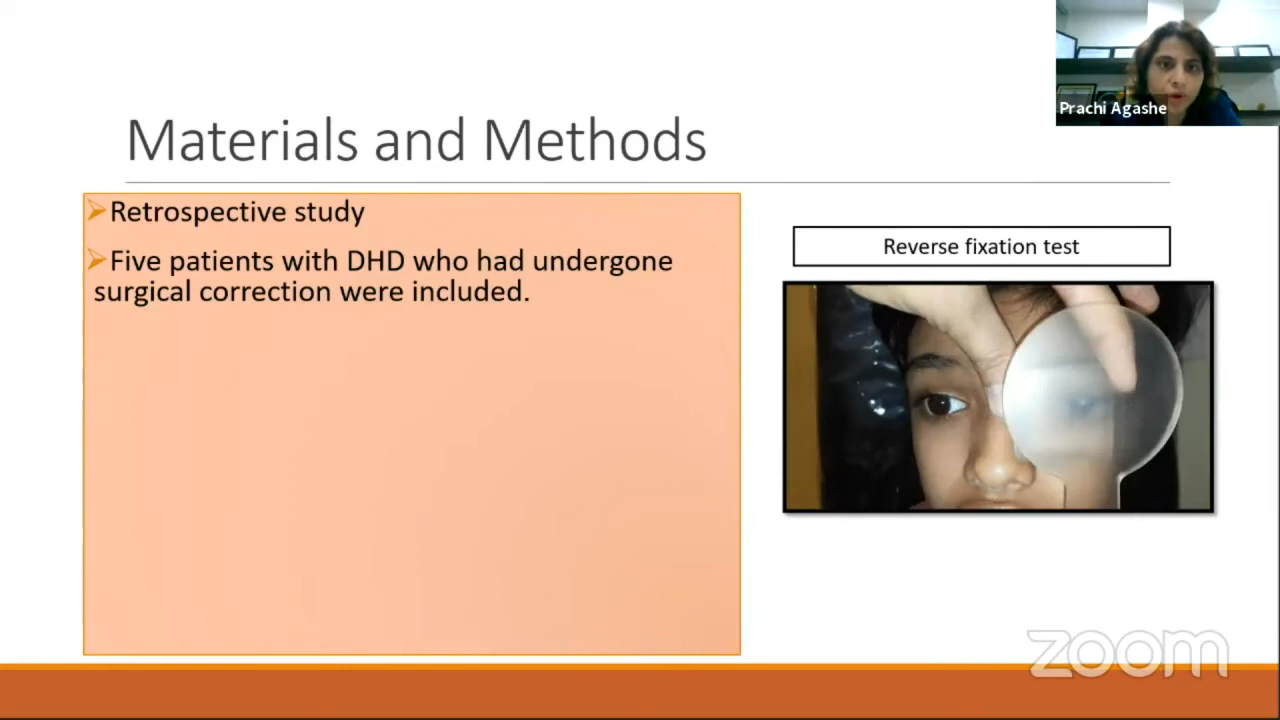 Prachi Agashe
Materials and Methods
Retrospective study
Five patients with DHD who had undergone
surgical correction were included.
Reverse fixation test
zoom